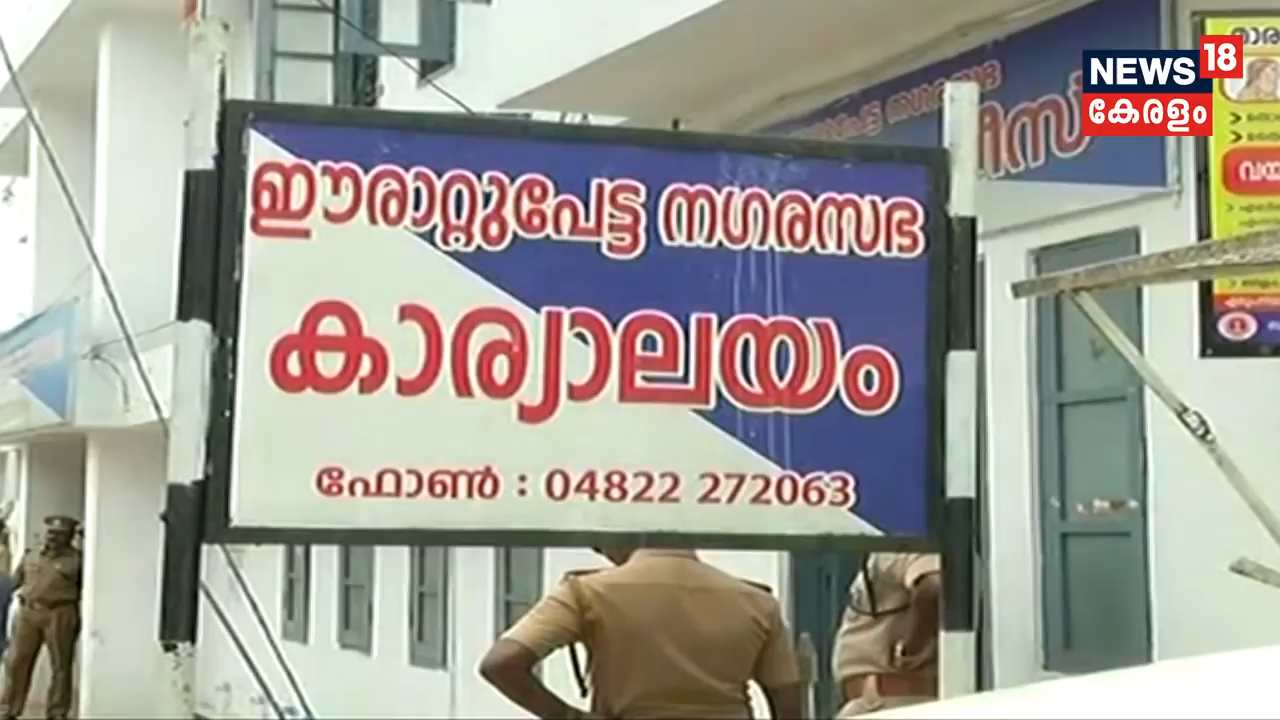 NEWS 18
കേരളം
ഈരാറ്റുപേട്ട നഗരസഭ
കാര്യാലയം
ഫോൺ : 04822 272063